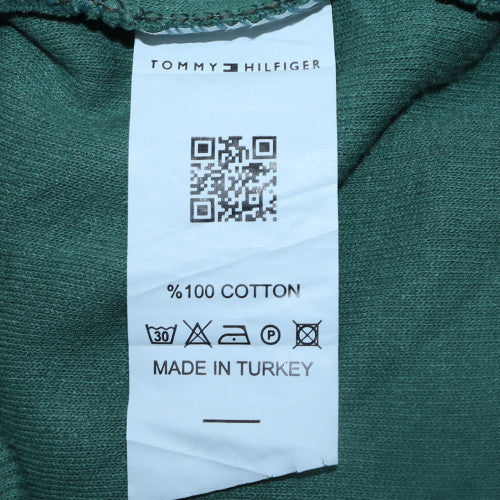 TOMMY HILFIGER
%100 COTTON
30 P
MADE IN TURKEY